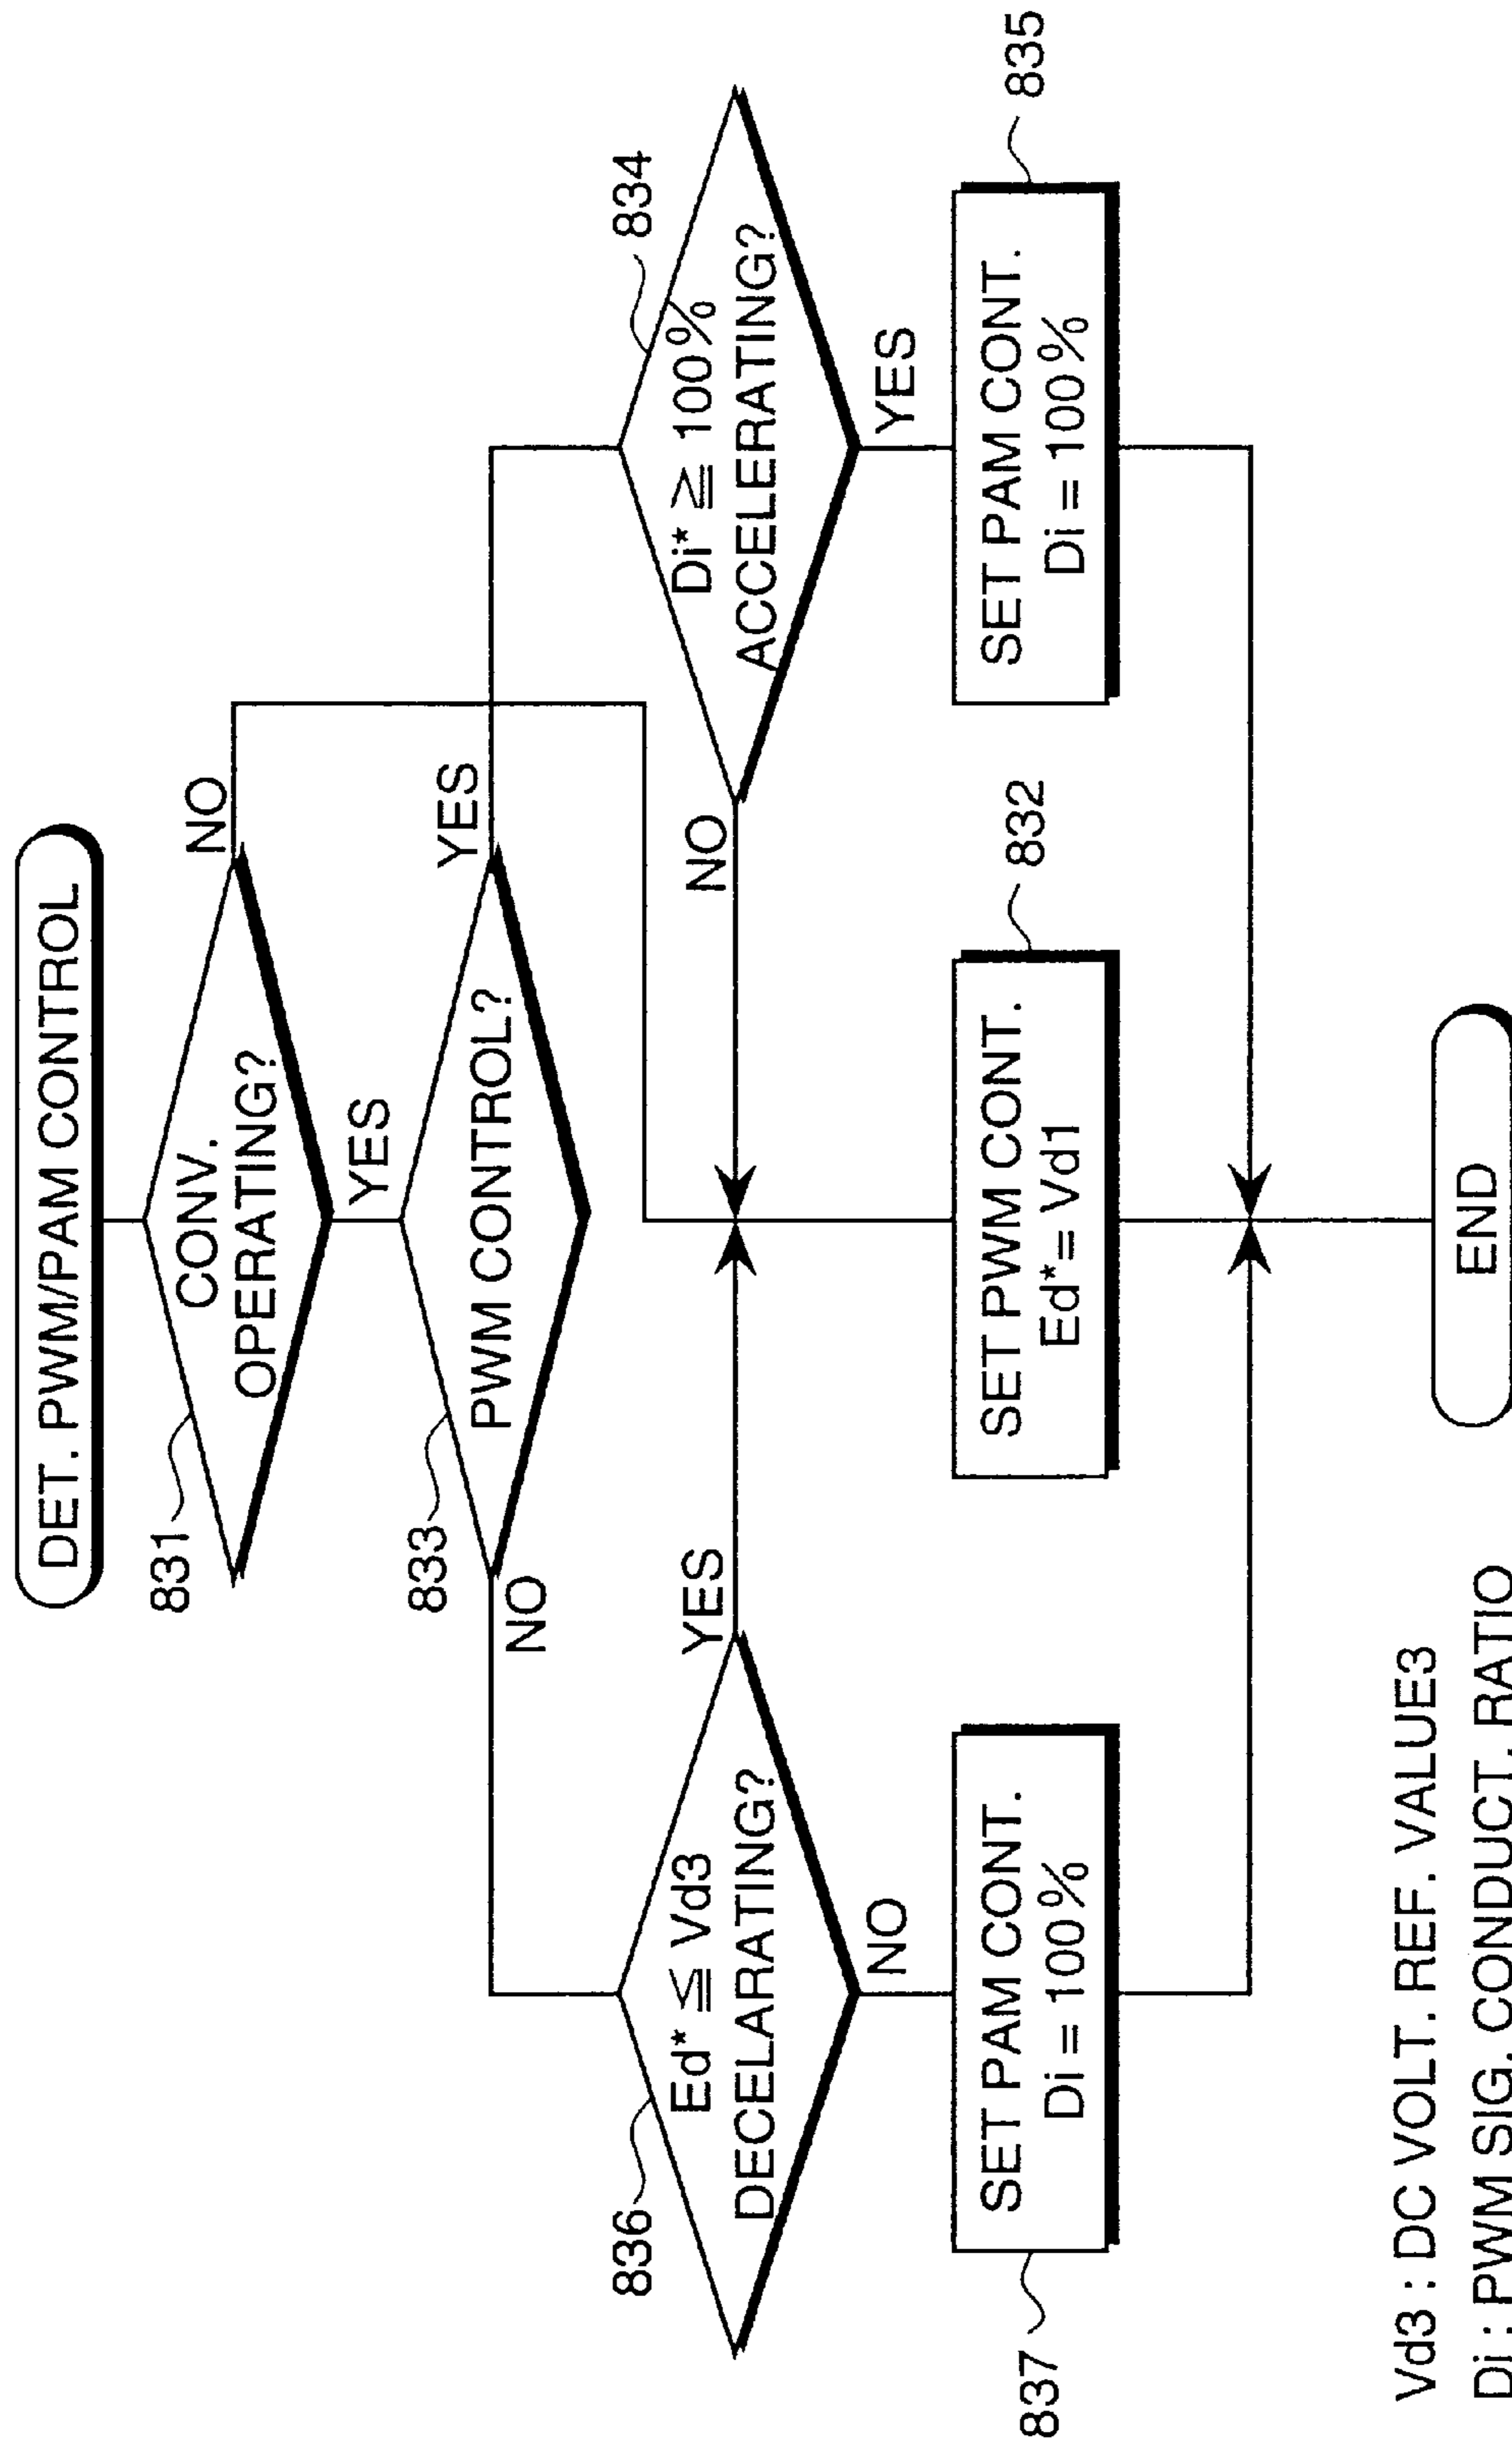 DET. PWM/PAM CONTROL
831
CONV.
OPERATING?
NO
YES
833
PWM CONTROL?
YES
NO
836
Ed* ≦ Vd3
DECELARATING?
YES
NO
834
Di* ≧ 100%
ACCELERATING?
NO
YES
837
SET PAM CONT.
Di = 100%
832
SET PWM CONT.
Ed* = Vd1
835
SET PAM CONT.
Di = 100%
END
Vd3 : DC VOLT. REF. VALUE3
Di : PWM SIG. CONDUCT. RATIO